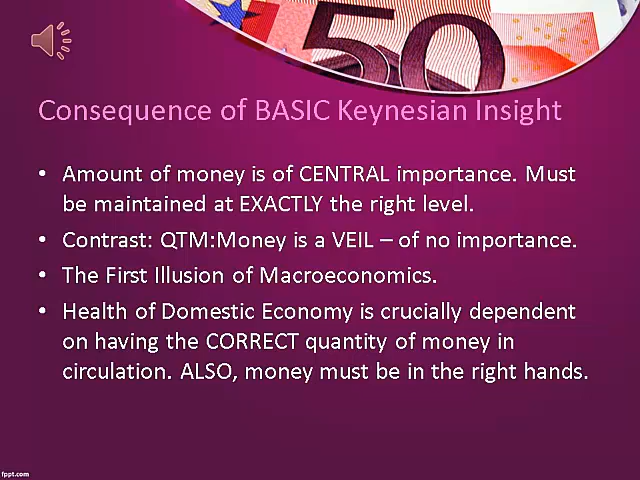 50
Consequence of BASIC Keynesian Insight
• Amount of money is of CENTRAL importance. Must
be maintained at EXACTLY the right level.
• Contrast: QTM:Money is a VEIL – of no importance.
• The First Illusion of Macroeconomics.
• Health of Domestic Economy is crucially dependent
on having the CORRECT quantity of money in
circulation. ALSO, money must be in the right hands.
fppt.com